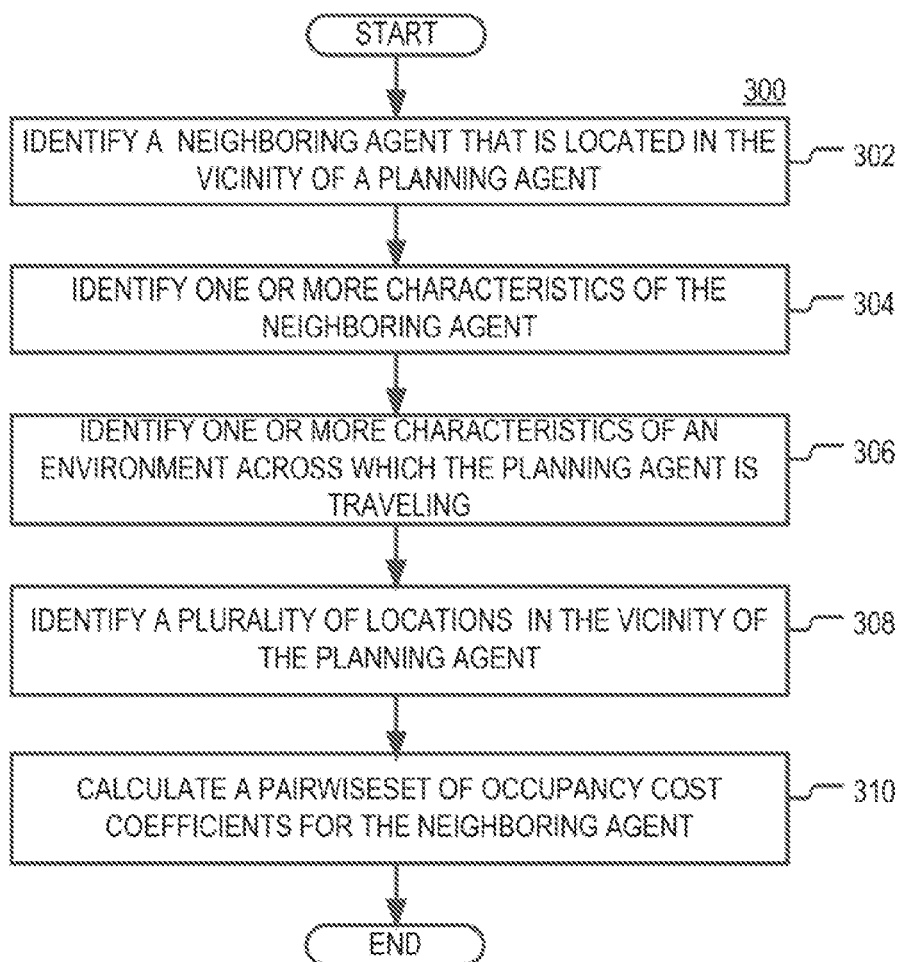 START
300
IDENTIFY A NEIGHBORING AGENT THAT IS LOCATED IN THE
VICINITY OF A PLANNING AGENT
302
IDENTIFY ONE OR MORE CHARACTERISTICS OF THE
NEIGHBORING AGENT
304
IDENTIFY ONE OR MORE CHARACTERISTICS OF AN
ENVIRONMENT ACROSS WHICH THE PLANNING AGENT IS
TRAVELING
306
IDENTIFY A PLURALITY OF LOCATIONS IN THE VICINITY OF
THE PLANNING AGENT
308
CALCULATE A PAIRWISESET OF OCCUPANCY COST
COEFFICIENTS FOR THE NEIGHBORING AGENT
310
END